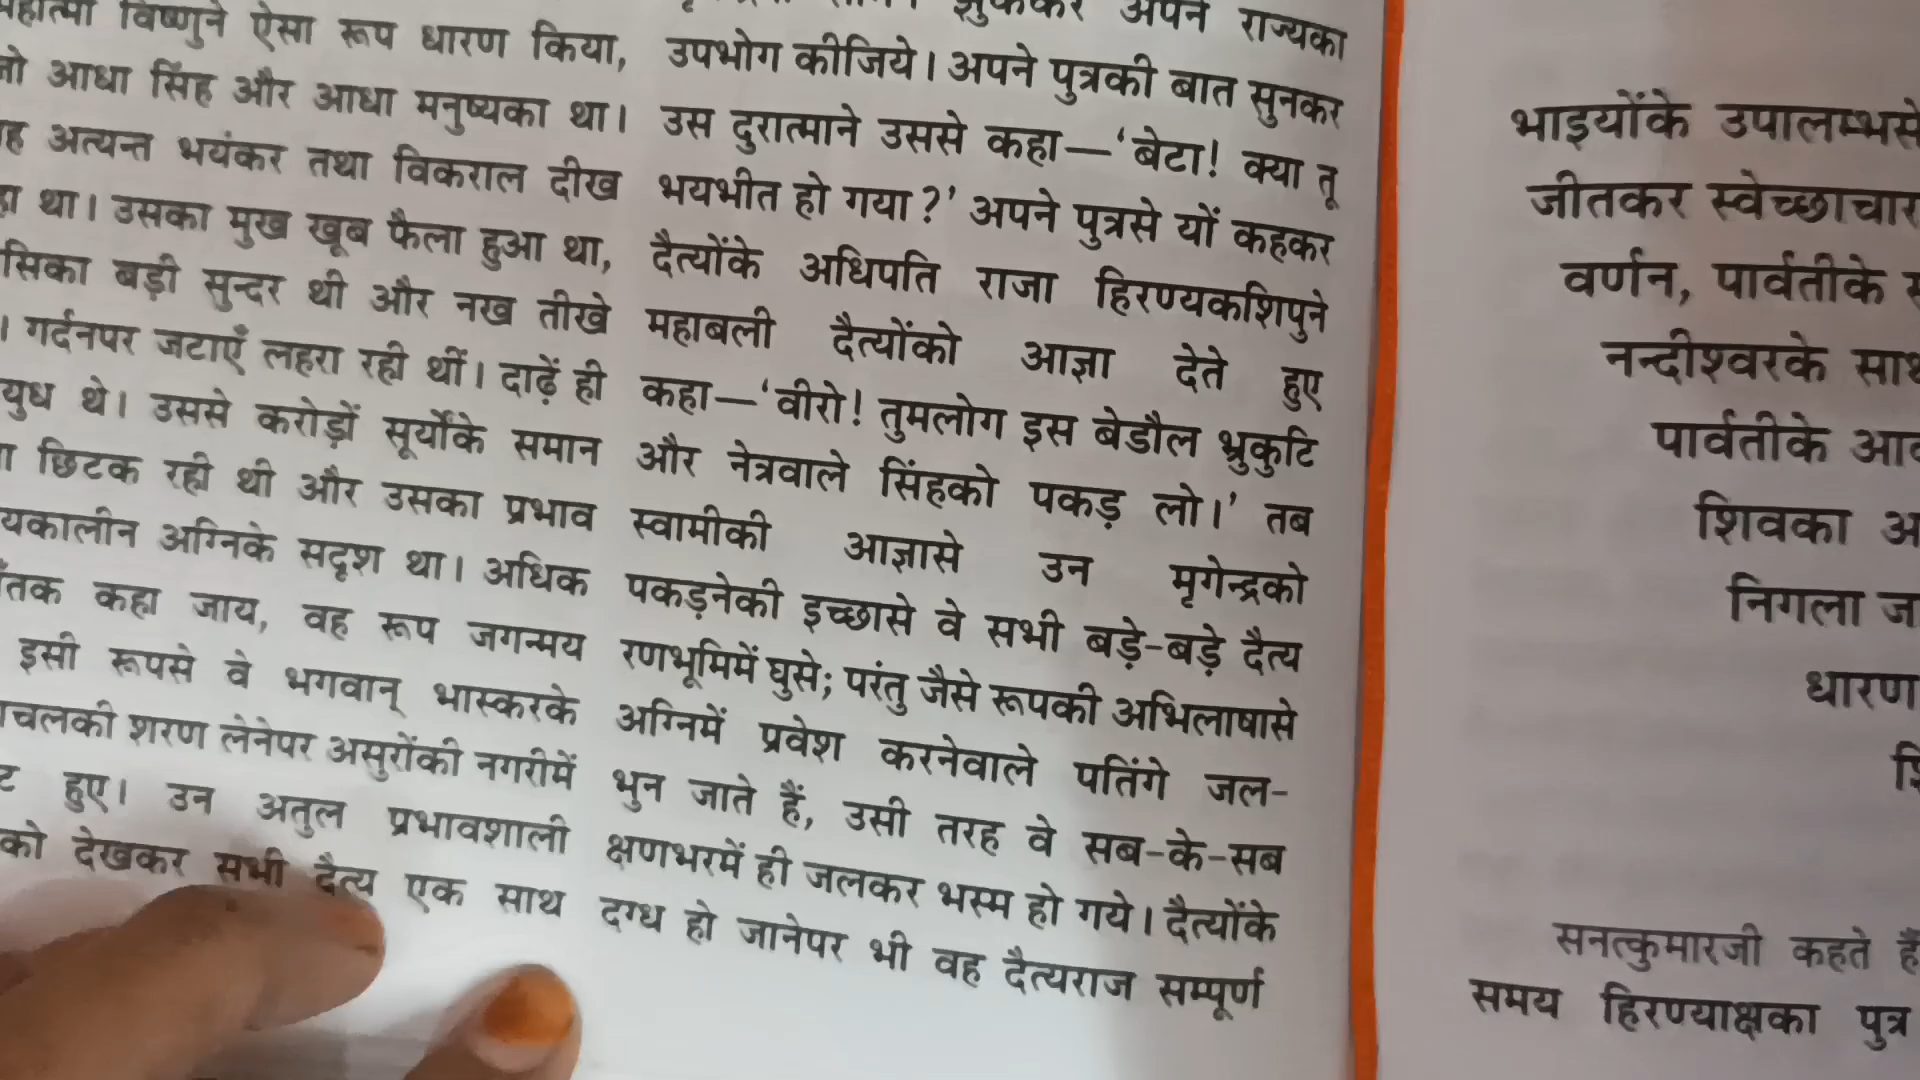 विष्णुने ऐसा रूप धारण किया,
आधा सिंह और आधा मनुष्यका था।
अत्यन्त भयंकर तथा विकराल दीख
था। उसका मुख खूब फैला हुआ था,
बड़ी सुन्दर थी और नख तीखे
। गर्दनपर जटाएँ लहरा रही थीं। दाढ़ें ही
थे। उससे करोड़ों सूर्योंके समान
छिटक रही थी और उसका प्रभाव
अग्निके सदृश था। अधिक
कहा जाय, वह रूप जगन्मय
इसी रूपसे वे भगवान् भास्करके
शरण लेनेपर असुरोंकी नगरीमें
हुए। उन अतुल प्रभावशाली
को देखकर सभी दैत्य एक साथ
झुककर अपने राज्यका
उपभोग कीजिये। अपने पुत्रकी बात सुनकर
उस दुरात्माने उससे कहा—‘बेटा! क्या तू
भयभीत हो गया?’ अपने पुत्रसे यों कहकर
दैत्योंके अधिपति राजा हिरण्यकशिपुने
महाबली दैत्योंको आज्ञा देते हुए
कहा—‘वीरो! तुमलोग इस बेडौल भ्रुकुटि
और नेत्रवाले सिंहको पकड़ लो।’ तब
स्वामीकी आज्ञासे उन मृगेन्द्रको
पकड़नेकी इच्छासे वे सभी बड़े-बड़े दैत्य
रणभूमिमें घुसे; परंतु जैसे रूपकी अभिलाषासे
अग्निमें प्रवेश करनेवाले पतिंगे जल-
भुन जाते हैं, उसी तरह वे सब-के-सब
क्षणभरमें ही जलकर भस्म हो गये। दैत्योंके
दग्ध हो जानेपर भी वह दैत्यराज सम्पूर्ण
भाइयोंके उपालम्भसे
जीतकर स्वेच्छाचार
वर्णन, पार्वतीके
नन्दीश्वरके
पार्वतीके
शिवका
निगला
धारण
सनत्कुमारजी कहते हैं
समय हिरण्याक्षका पुत्र